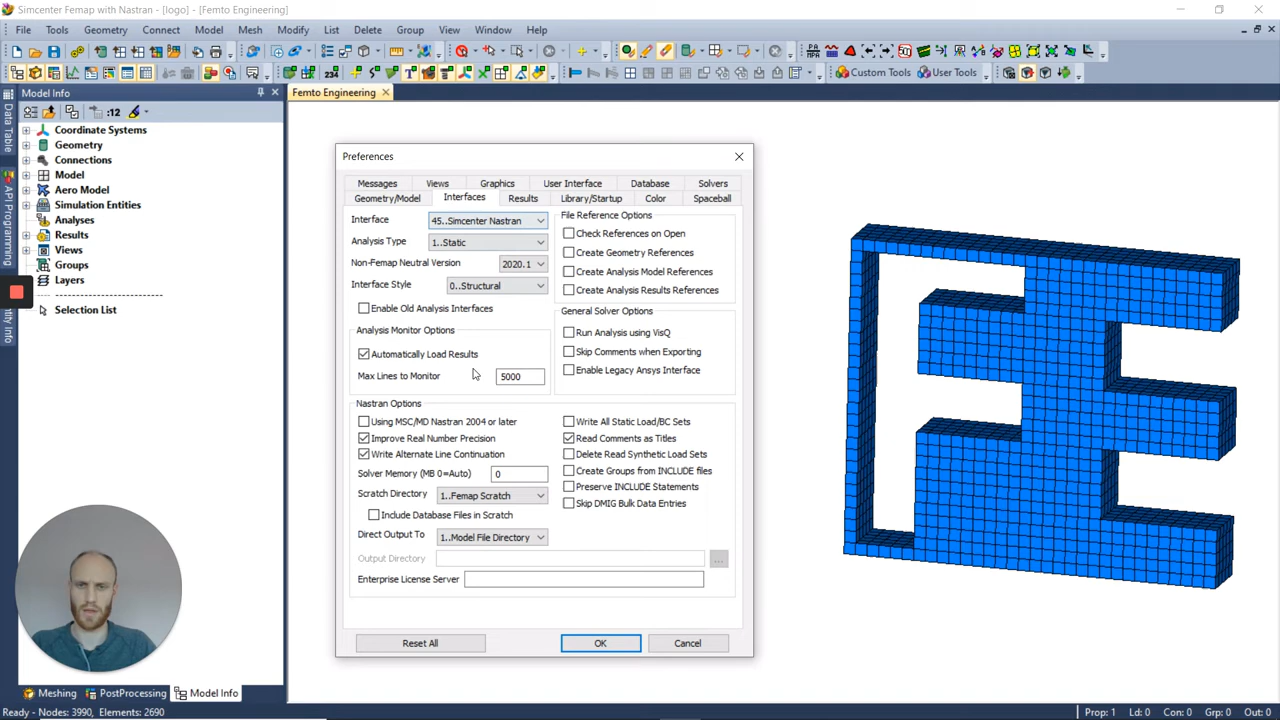 Simcenter Femap with Nastran - [logo] - [Femto Engineering]
File Tools Geometry Connect Model Mesh Modify List Delete Group View Window Help
234 T Custom Tools User Tools
Model Info
Femto Engineering
:12
Data Table
API Programming
Entity Info
Coordinate Systems
Geometry
Connections
Model
Aero Model
Simulation Entities
Analyses
Results
Views
Groups
Layers
Selection List
Preferences
Messages Views Graphics User Interface Database Solvers
Geometry/Model Interfaces Results Library/Startup Color Spaceball
Interface 45..Simcenter Nastran
Analysis Type 1..Static
Non-Femap Neutral Version 2020.1
Interface Style 0..Structural
Enable Old Analysis Interfaces
Analysis Monitor Options
Automatically Load Results
Max Lines to Monitor 5000
File Reference Options
Check References on Open
Create Geometry References
Create Analysis Model References
Create Analysis Results References
General Solver Options
Run Analysis using VisQ
Skip Comments when Exporting
Enable Legacy Ansys Interface
Nastran Options
Using MSC/MD Nastran 2004 or later
Improve Real Number Precision
Write Alternate Line Continuation
Solver Memory (MB 0=Auto) 0
Scratch Directory 1..Femap Scratch
Include Database Files in Scratch
Direct Output To 1..Model File Directory
Output Directory ...
Enterprise License Server
Write All Static Load/BC Sets
Read Comments as Titles
Delete Read Synthetic Load Sets
Create Groups from INCLUDE files
Preserve INCLUDE Statements
Skip DMIG Bulk Data Entries
Reset All OK Cancel
Meshing PostProcessing Model Info
Ready - Nodes: 3990, Elements: 2690
Prop: 1 Ld: 0 Con: 0 Grp: 0 Out: 0